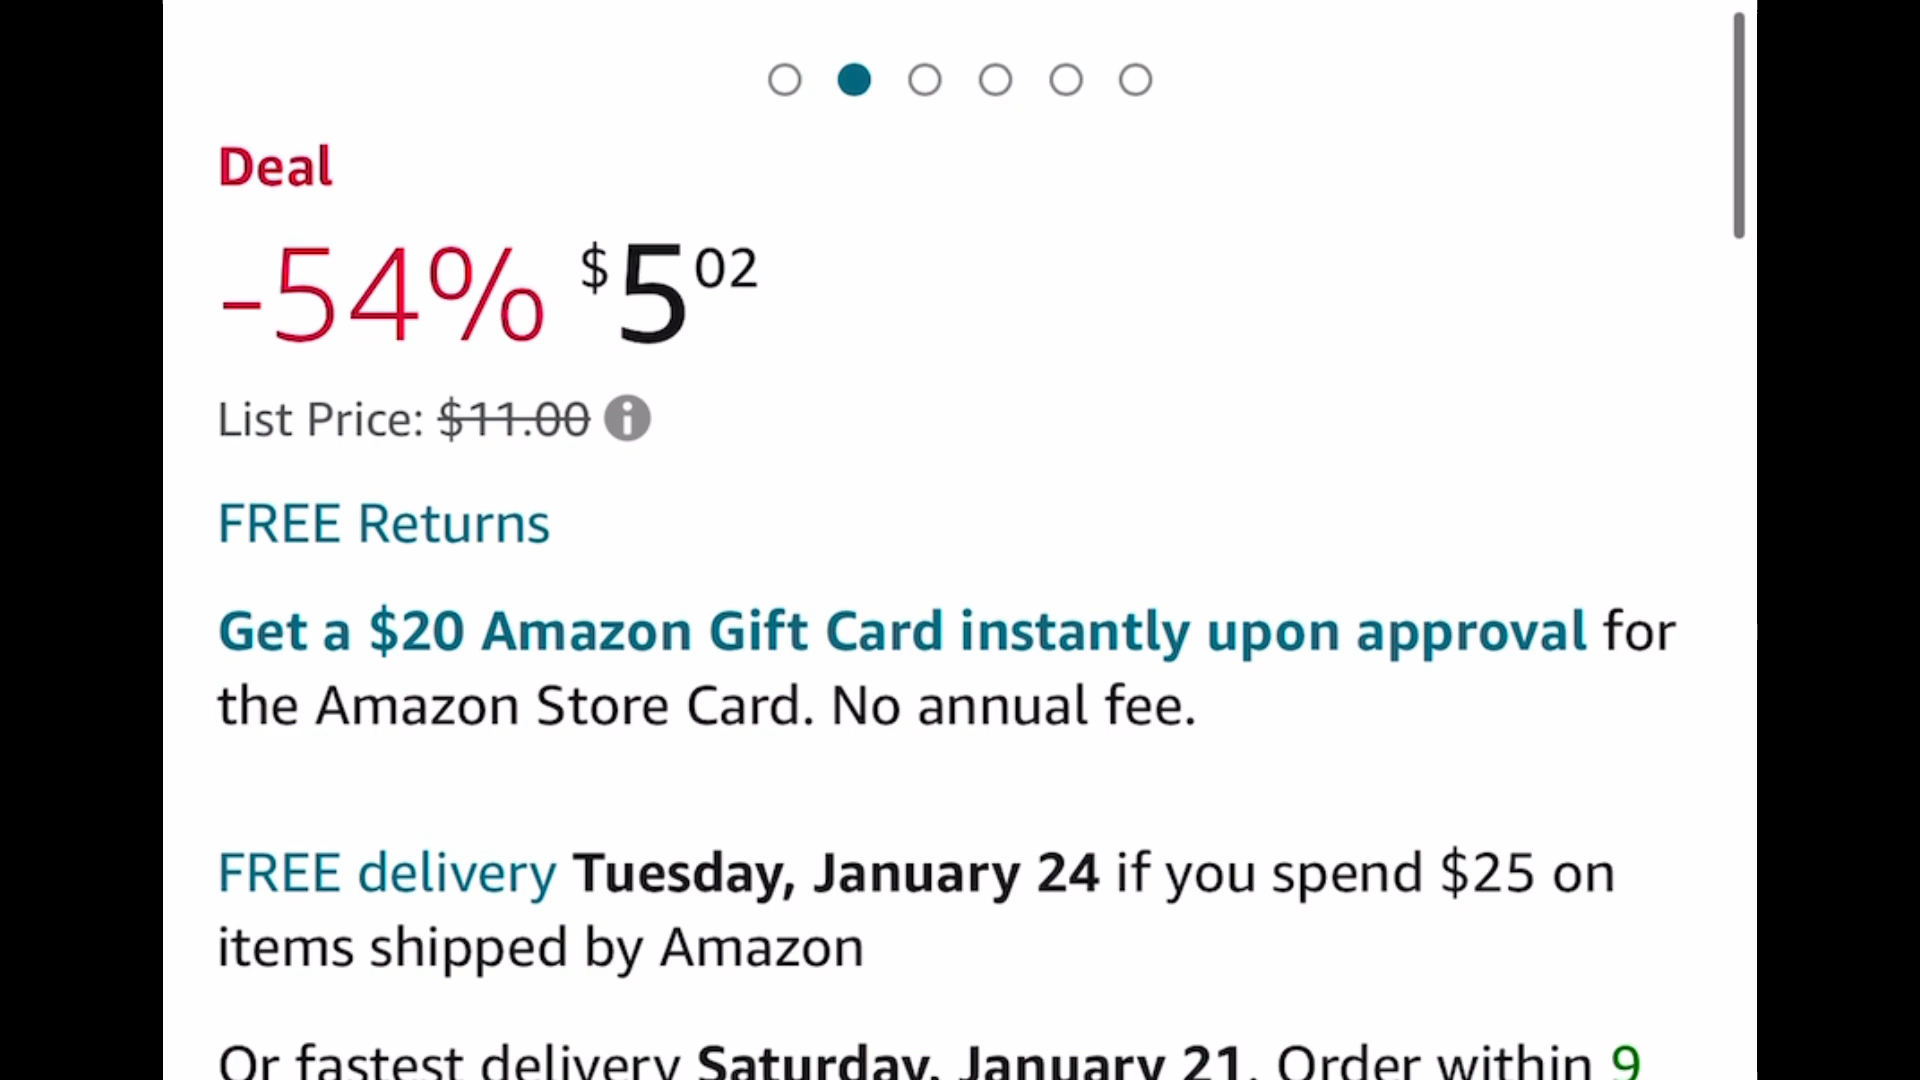 Deal
-54% $502
List Price: $11.00
FREE Returns
Get a $20 Amazon Gift Card instantly upon approval for
the Amazon Store Card. No annual fee.
FREE delivery Tuesday, January 24 if you spend $25 on
items shipped by Amazon
Or fastest delivery Saturday, January 21. Order within 9